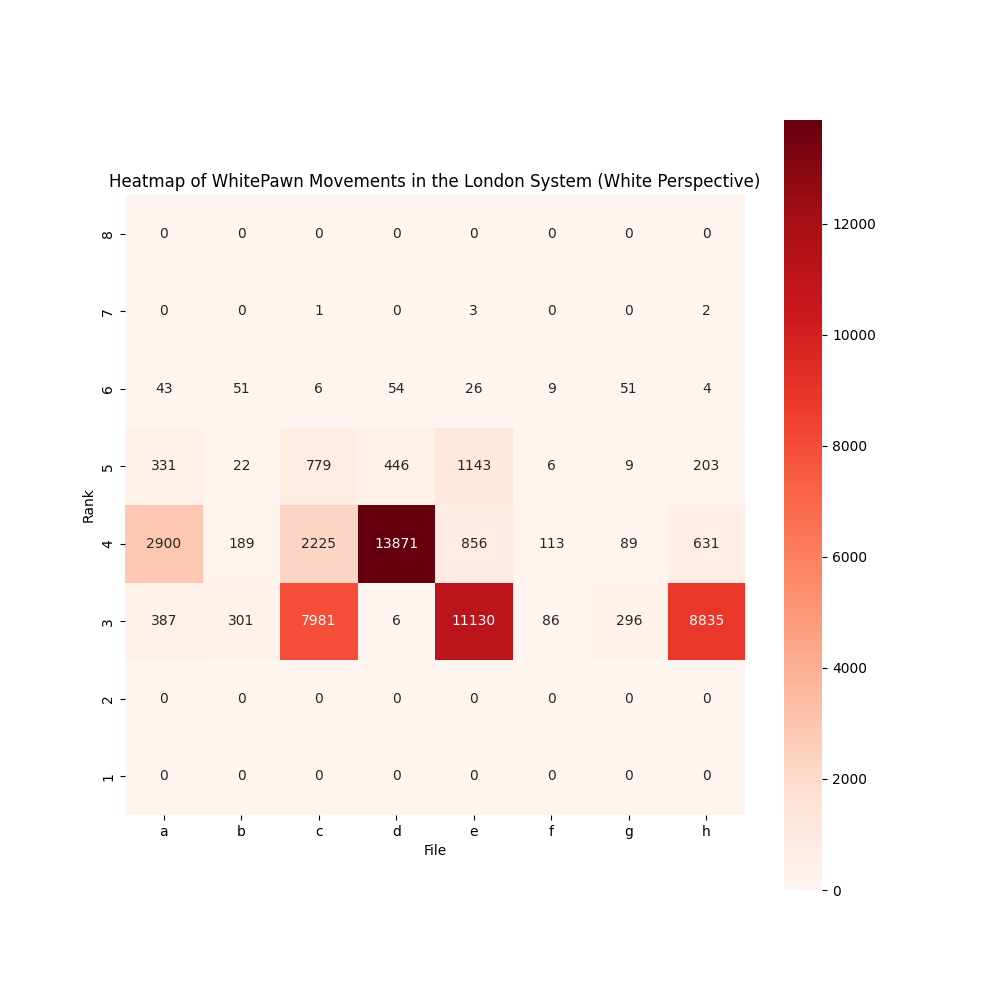 Heatmap of WhitePawn Movements in the London System (White Perspective)
8 0 0 0 0 0 0 0 0
7 0 0 1 0 3 0 0 2
6 43 51 6 54 26 9 51 4
5 331 22 779 446 1143 6 9 203
4 2900 189 2225 13871 856 113 89 631
3 387 301 7981 6 11130 86 296 8835
2 0 0 0 0 0 0 0 0
1 0 0 0 0 0 0 0 0
a b c d e f g h
File
Rank
12000
10000
8000
6000
4000
2000
0